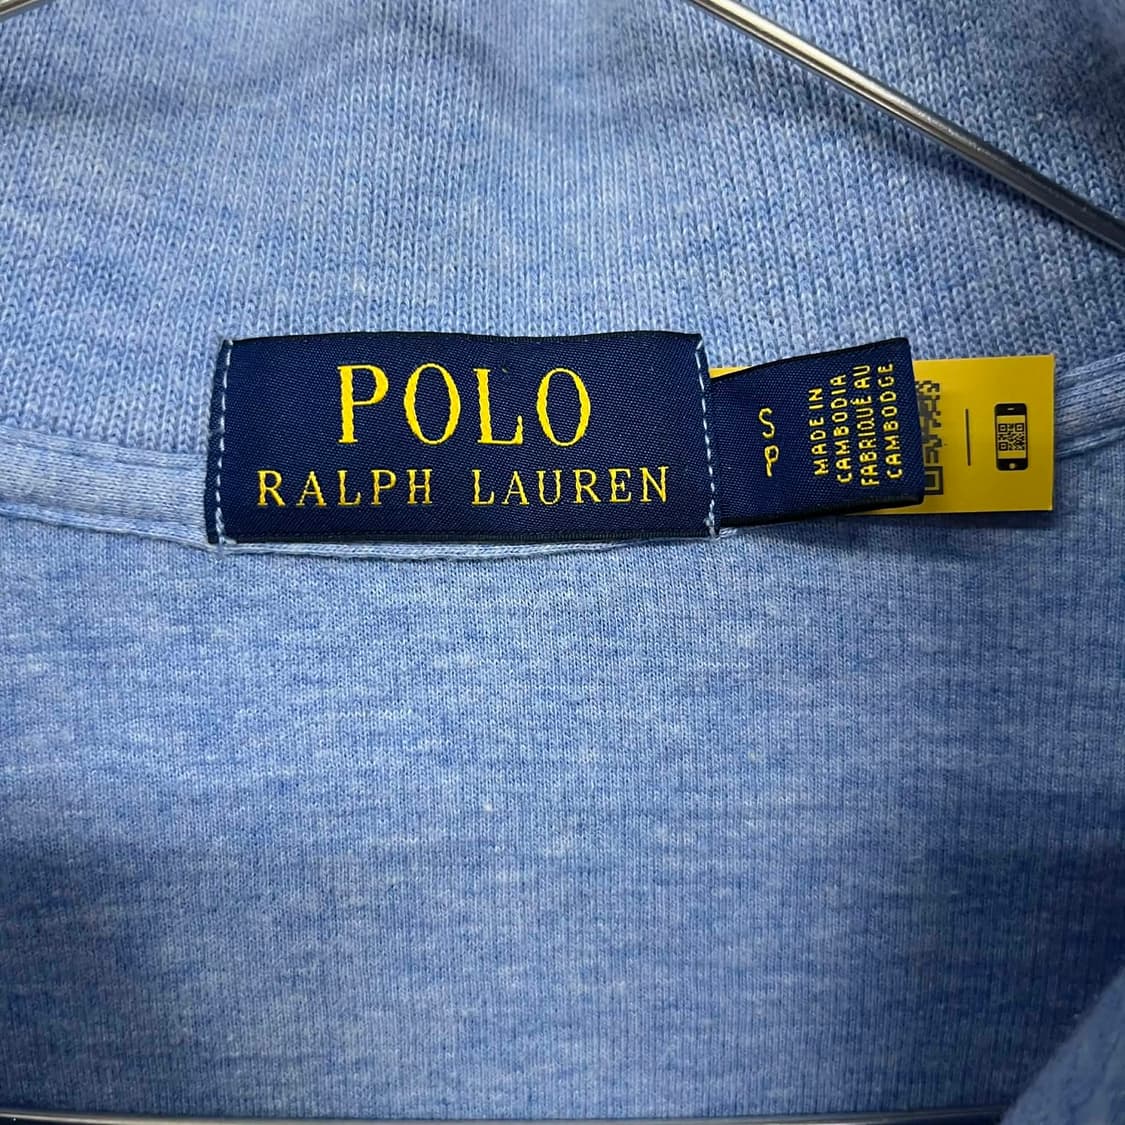 POLO
RALPH LAUREN
S
P
MADE IN
CAMBODIA
FABRIQUÉ AU
CAMBODGE